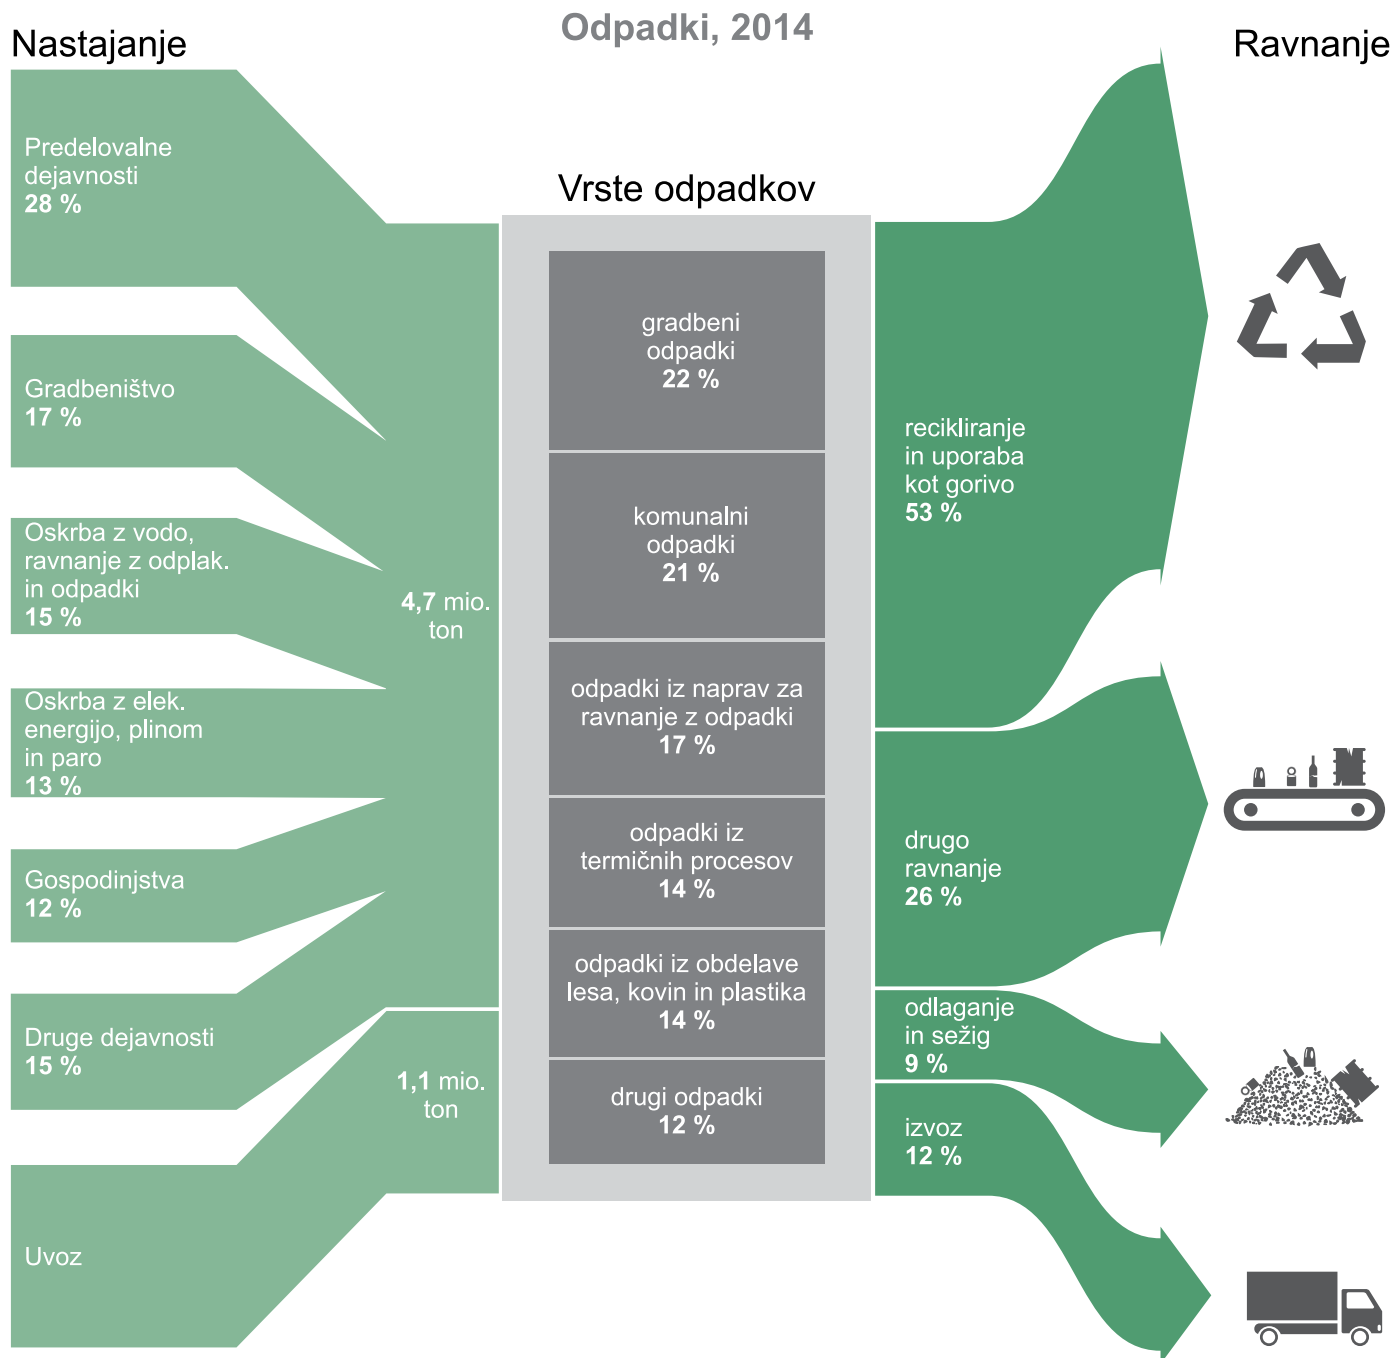 Odpadki, 2014
Nastajanje
Predelovalne
dejavnosti
28 %
Gradbeništvo
17 %
Oskrba z vodo,
ravnanje z odplak.
in odpadki
15 %
Oskrba z elek.
energijo, plinom
in paro
13 %
Gospodinjstva
12 %
Druge dejavnosti
15 %
Uvoz
4,7 mio.
ton
1,1 mio.
ton
Vrste odpadkov
gradbeni
odpadki
22 %
komunalni
odpadki
21 %
odpadki iz naprav za
ravnanje z odpadki
17 %
odpadki iz
termičnih procesov
14 %
odpadki iz obdelave
lesa, kovin in plastika
14 %
drugi odpadki
12 %
Ravnanje
recikliranje
in uporaba
kot gorivo
53 %
drugo
ravnanje
26 %
odlaganje
in sežig
9 %
izvoz
12 %